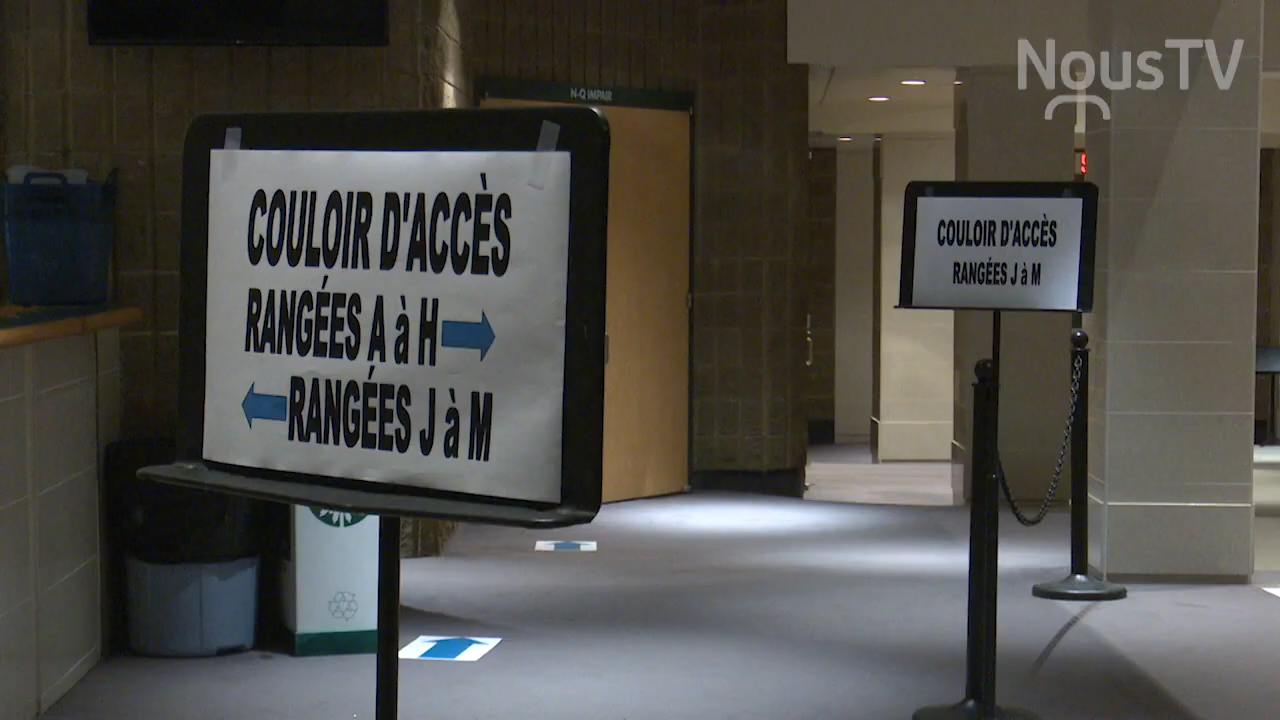 NousTV
N-Q IMPAIR
COULOIR D'ACCÈS
RANGÉES A à H
RANGÉES J à M
COULOIR D'ACCÈS
RANGÉES J à M